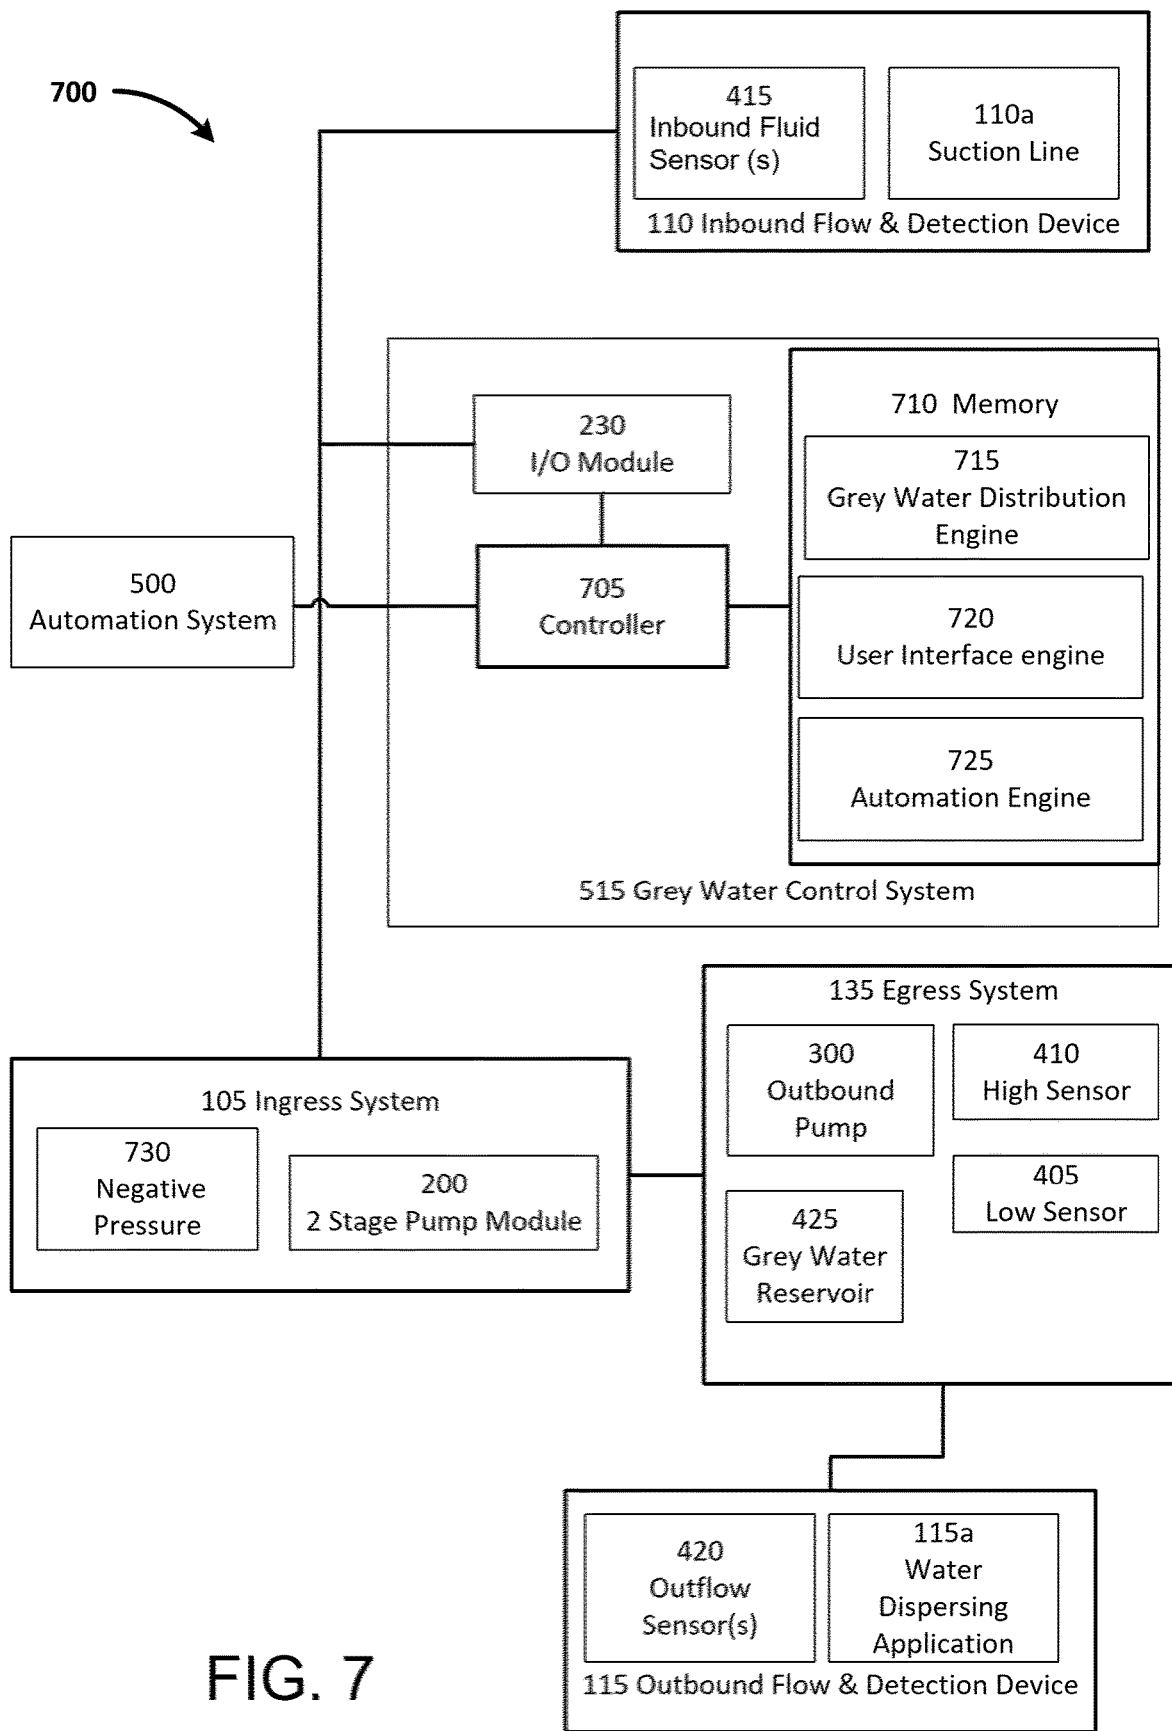 700
415
Inbound Fluid
Sensor (s)
110a
Suction Line
110 Inbound Flow & Detection Device
230
I/O Module
710 Memory
715
Grey Water Distribution
Engine
500
Automation System
705
Controller
720
User Interface engine
725
Automation Engine
515 Grey Water Control System
135 Egress System
300
Outbound
Pump
410
High Sensor
105 Ingress System
730
Negative
Pressure
200
2 Stage Pump Module
405
Low Sensor
425
Grey Water
Reservoir
420
Outflow
Sensor(s)
115a
Water
Dispersing
Application
115 Outbound Flow & Detection Device
FIG. 7